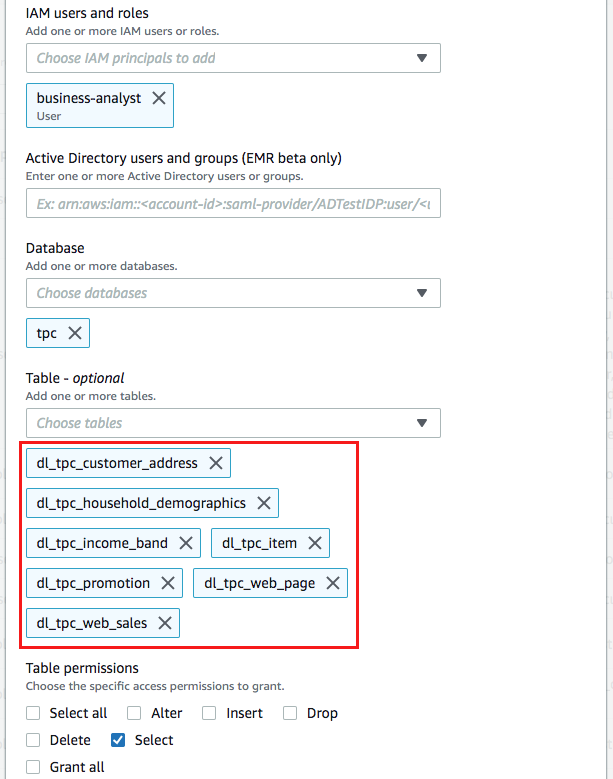 IAM users and roles
Add one or more IAM users or roles.
Choose IAM principals to add
business-analyst
User
Active Directory users and groups (EMR beta only)
Enter one or more Active Directory users or groups.
Ex: arn:aws:iam::<account-id>:saml-provider/ADTestIDP:user/<u
Database
Add one or more databases.
Choose databases
tpc
Table - optional
Add one or more tables.
Choose tables
dl_tpc_customer_address
dl_tpc_household_demographics
dl_tpc_income_band dl_tpc_item
dl_tpc_promotion dl_tpc_web_page
dl_tpc_web_sales
Table permissions
Choose the specific access permissions to grant.
Select all Alter Insert Drop
Delete Select
Grant all